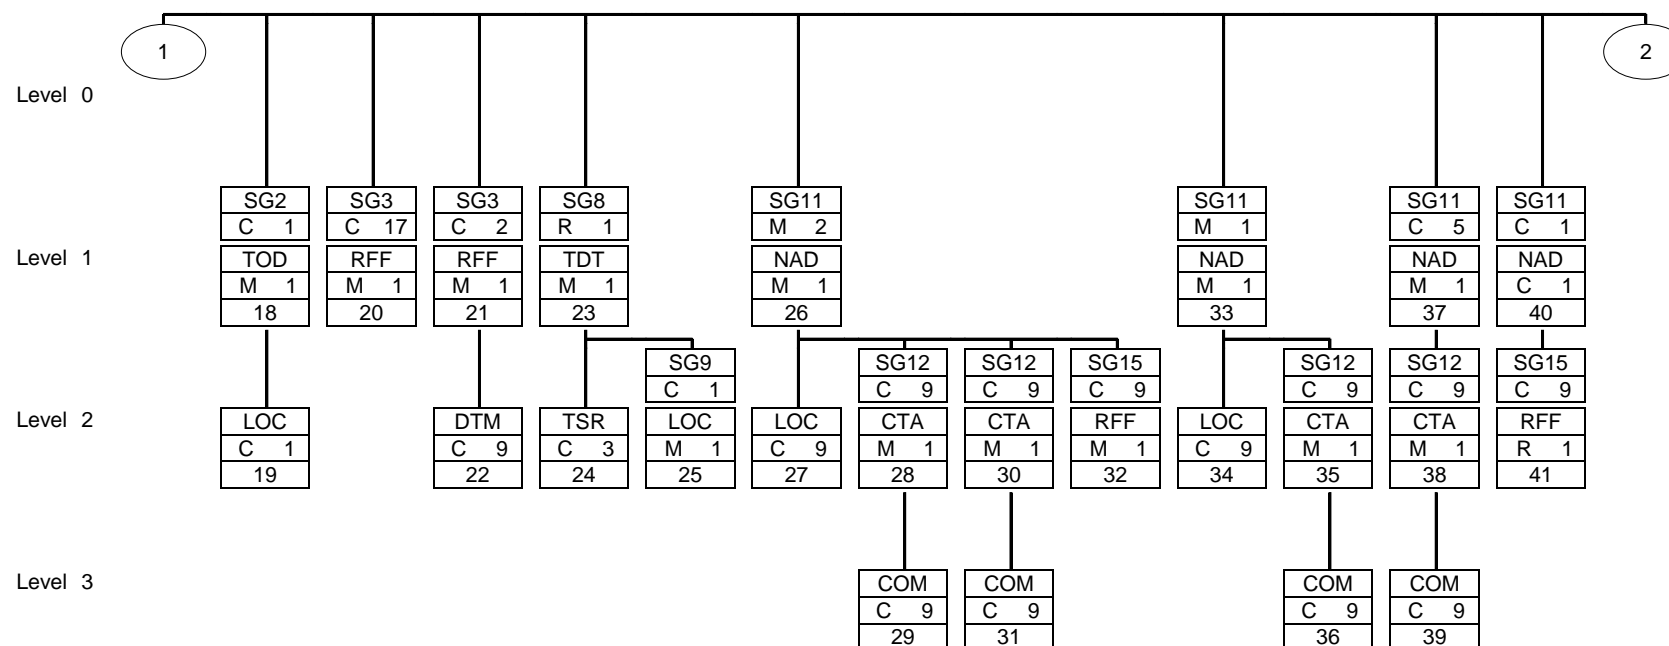 1 2
Level 0
SG2 SG3 SG3 SG8 SG11 SG11 SG11 SG11
C 1 C 17 C 2 R 1 M 2 M 1 C 5 C 1
Level 1 TOD RFF RFF TDT NAD NAD NAD NAD
M 1 M 1 M 1 M 1 M 1 M 1 M 1 C 1
18 20 21 23 26 33 37 40
SG9 SG12 SG12 SG15 SG12 SG12 SG15
C 1 C 9 C 9 C 9 C 9 C 9 C 9
Level 2 LOC DTM TSR LOC LOC CTA CTA RFF LOC CTA CTA RFF
C 1 C 9 C 3 M 1 C 9 M 1 M 1 M 1 C 9 M 1 M 1 R 1
19 22 24 25 27 28 30 32 34 35 38 41
Level 3 COM COM COM COM
C 9 C 9 C 9 C 9
29 31 36 39